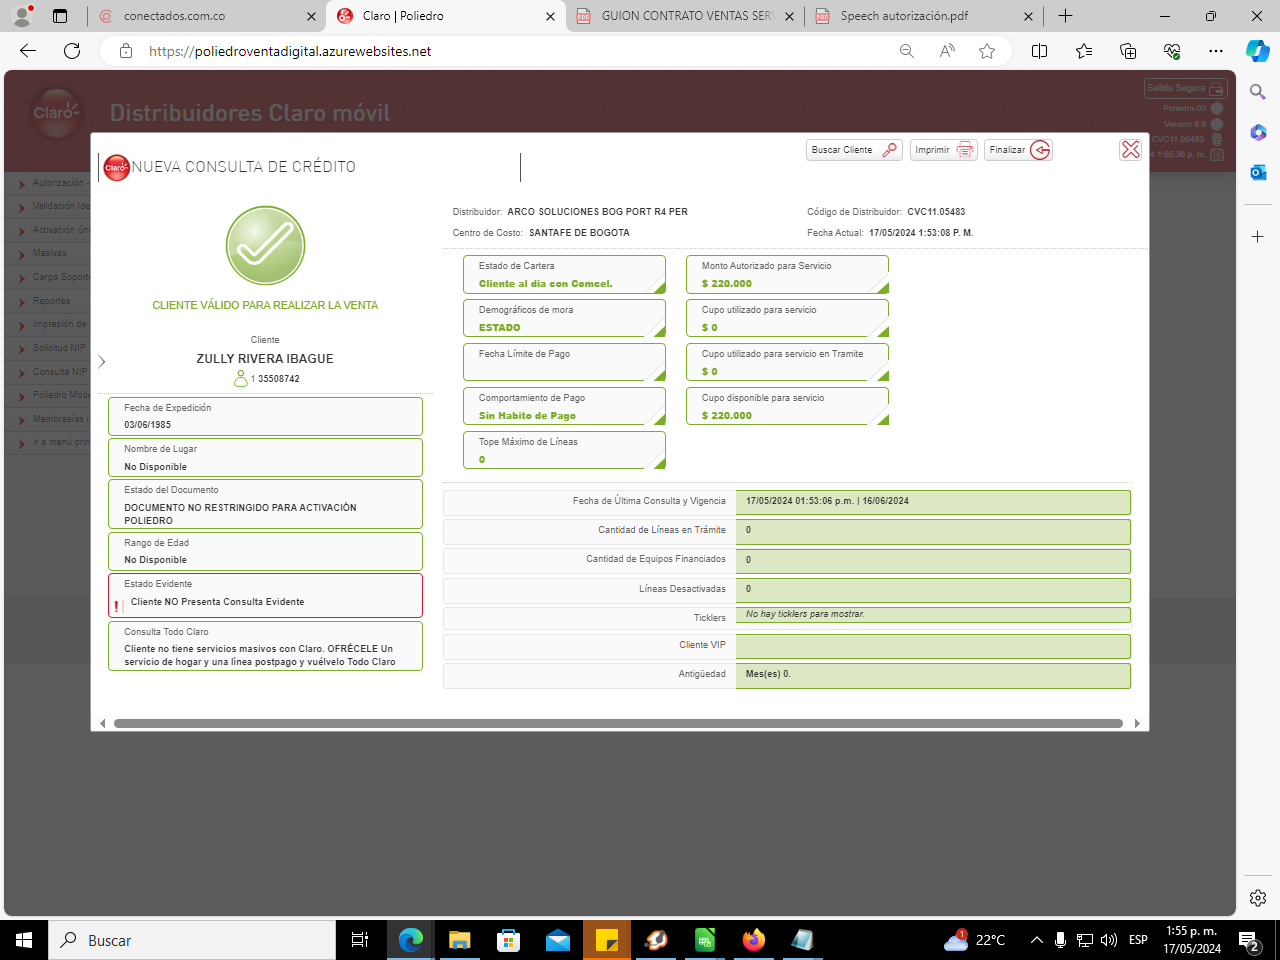 conectados.com.co
Claro | Poliedro
GUION CONTRATO VENTAS SER
Speech autorización.pdf
https://poliedroventadigital.azurewebsites.net
Claro
Distribuidores Claro móvil
Salida Segura
Poliedro-00
Versión 8.6
CVC11.05483
4 1:55:36 p. m.
Autorización -
Validación Ide
Activación úni
Masivas
Carga Soport
Reportes
Impresión de
Solicitud NIP
Consulta NIP
Poliedro Mode
Membresías i
Ir a menú prin
Claro
NUEVA CONSULTA DE CRÉDITO
Buscar Cliente
Imprimir
Finalizar
CLIENTE VÁLIDO PARA REALIZAR LA VENTA
Cliente
ZULLY RIVERA IBAGUE
1 35508742
Fecha de Expedición
03/06/1985
Nombre de Lugar
No Disponible
Estado del Documento
DOCUMENTO NO RESTRINGIDO PARA ACTIVACIÓN
POLIEDRO
Rango de Edad
No Disponible
Estado Evidente
! Cliente NO Presenta Consulta Evidente
Consulta Todo Claro
Cliente no tiene servicios masivos con Claro. OFRÉCELE Un
servicio de hogar y una línea postpago y vuélvelo Todo Claro
Distribuidor: ARCO SOLUCIONES BOG PORT R4 PER
Código de Distribuidor: CVC11.05483
Centro de Costo: SANTAFE DE BOGOTA
Fecha Actual: 17/05/2024 1:53:08 P. M.
Estado de Cartera
Cliente al dia con Comcel.
Demográficos de mora
ESTADO
Fecha Límite de Pago
Comportamiento de Pago
Sin Habito de Pago
Tope Máximo de Líneas
0
Monto Autorizado para Servicio
$ 220.000
Cupo utilizado para servicio
$ 0
Cupo utilizado para servicio en Tramite
$ 0
Cupo disponible para servicio
$ 220.000
Fecha de Última Consulta y Vigencia 17/05/2024 01:53:06 p.m. | 16/06/2024
Cantidad de Líneas en Trámite 0
Cantidad de Equipos Financiados 0
Líneas Desactivadas 0
Ticklers No hay ticklers para mostrar.
Cliente VIP
Antigüedad Mes(es) 0.
Buscar
1
22°C
ESP
1:55 p. m.
17/05/2024
2